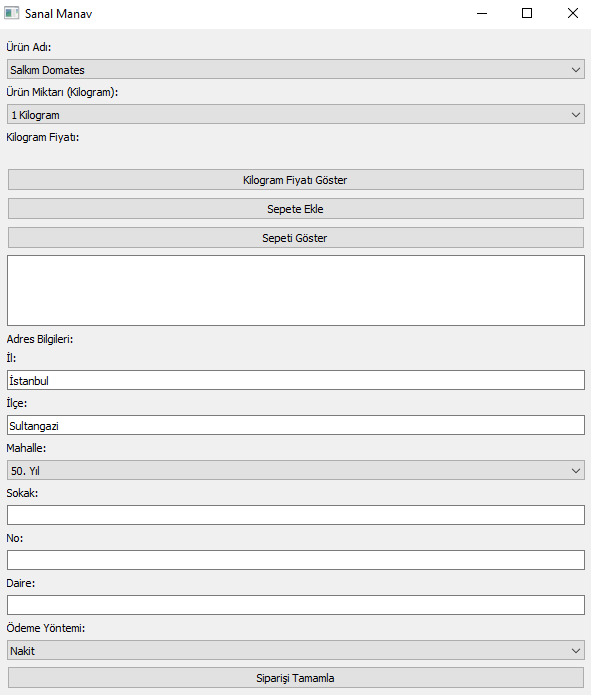 Sanal Manav
Ürün Adı:
Salkım Domates
Ürün Miktarı (Kilogram):
1 Kilogram
Kilogram Fiyatı:
Kilogram Fiyatı Göster
Sepete Ekle
Sepeti Göster
Adres Bilgileri:
İl:
İstanbul
İlçe:
Sultangazi
Mahalle:
50. Yıl
Sokak:
No:
Daire:
Ödeme Yöntemi:
Nakit
Siparişi Tamamla